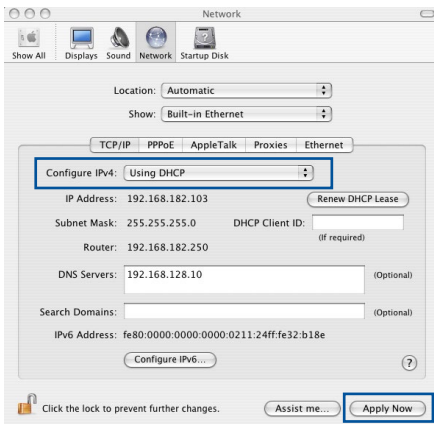 Network
Show All Displays Sound Network Startup Disk
Location: Automatic
Show: Built-in Ethernet
TCP/IP PPPoE AppleTalk Proxies Ethernet
Configure IPv4: Using DHCP
IP Address: 192.168.182.103 Renew DHCP Lease
Subnet Mask: 255.255.255.0 DHCP Client ID:
(If required)
Router: 192.168.182.250
DNS Servers: 192.168.128.10 (Optional)
Search Domains: (Optional)
IPv6 Address: fe80:0000:0000:0000:0211:24ff:fe32:b18e
Configure IPv6... ?
Click the lock to prevent further changes. Assist me... Apply Now